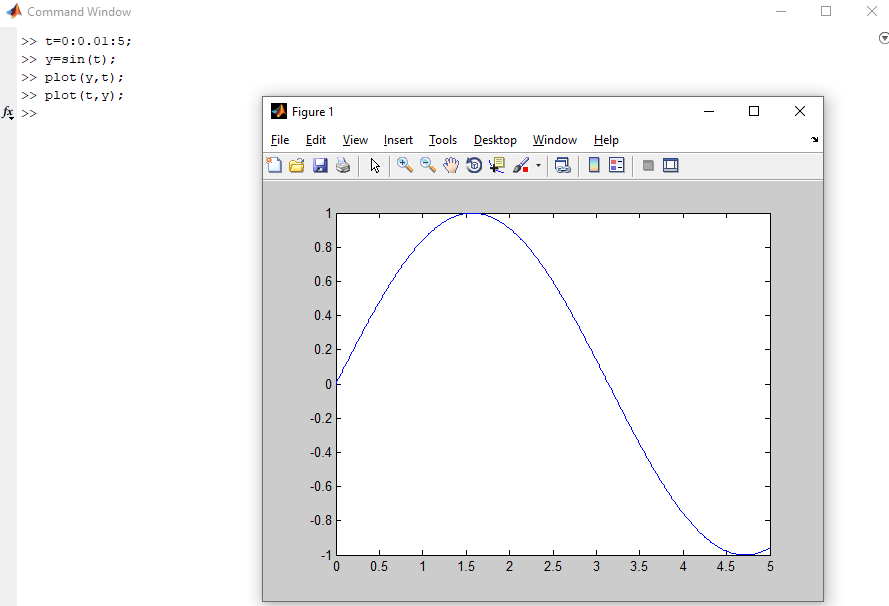 Command Window
>> t=0:0.01:5;
>> y=sin(t);
>> plot(y,t);
>> plot(t,y);
fx >>
Figure 1
File Edit View Insert Tools Desktop Window Help
1
0.8
0.6
0.4
0.2
0
-0.2
-0.4
-0.6
-0.8
-1
0 0.5 1 1.5 2 2.5 3 3.5 4 4.5 5